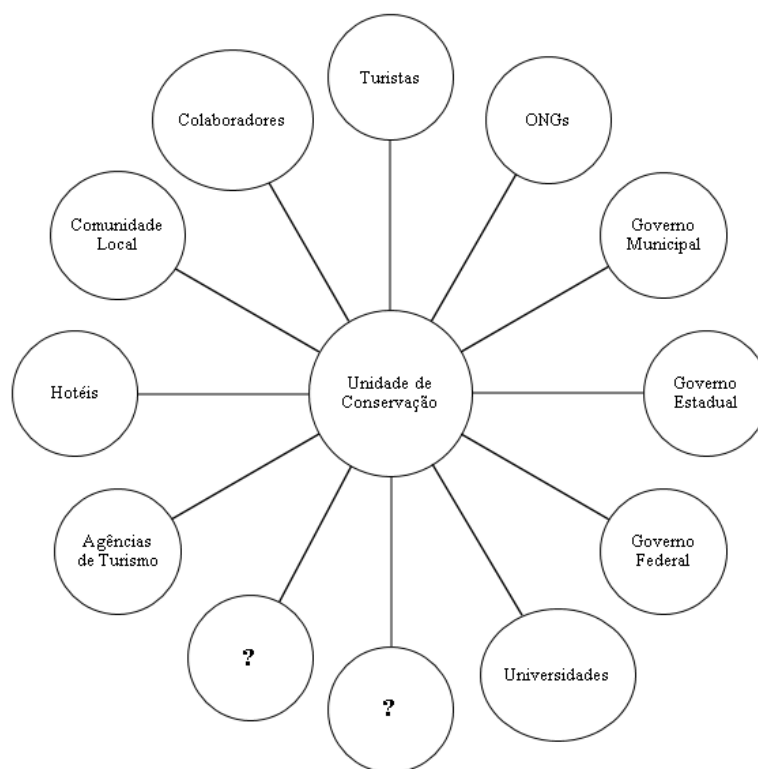 Turistas
ONGs
Colaboradores
Governo
Municipal
Comunidade
Local
Governo
Estadual
Unidade de
Conservação
Hotéis
Governo
Federal
Agências
de Turismo
Universidades
?
?